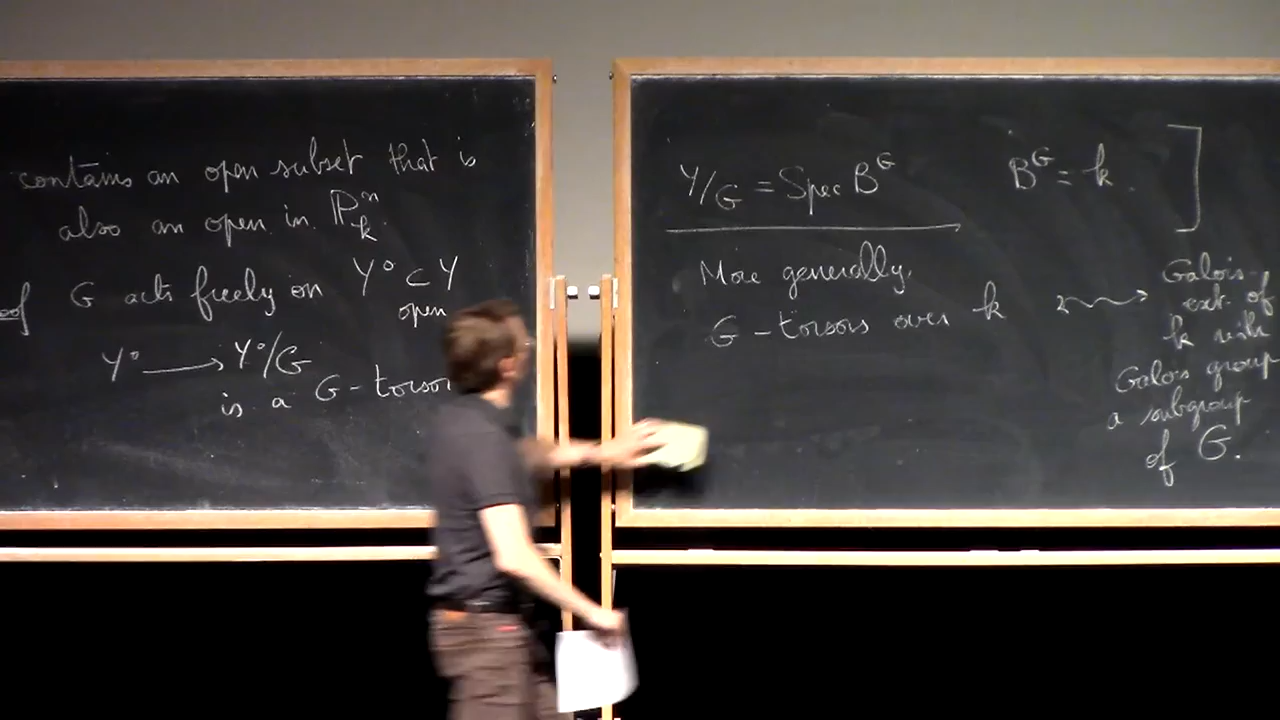 contains an open subset that is
also an open in ℙⁿₖ.
of G acts freely on Y° ⊂ Y
open
Y° ⟶ Y°/G
is a G-torsor
Y/G = Spec B^G B^G = k. ]
More generally,
G-torsors over k ⇝ Galois
ext. of
k with
Galois group
a subgroup
of G.